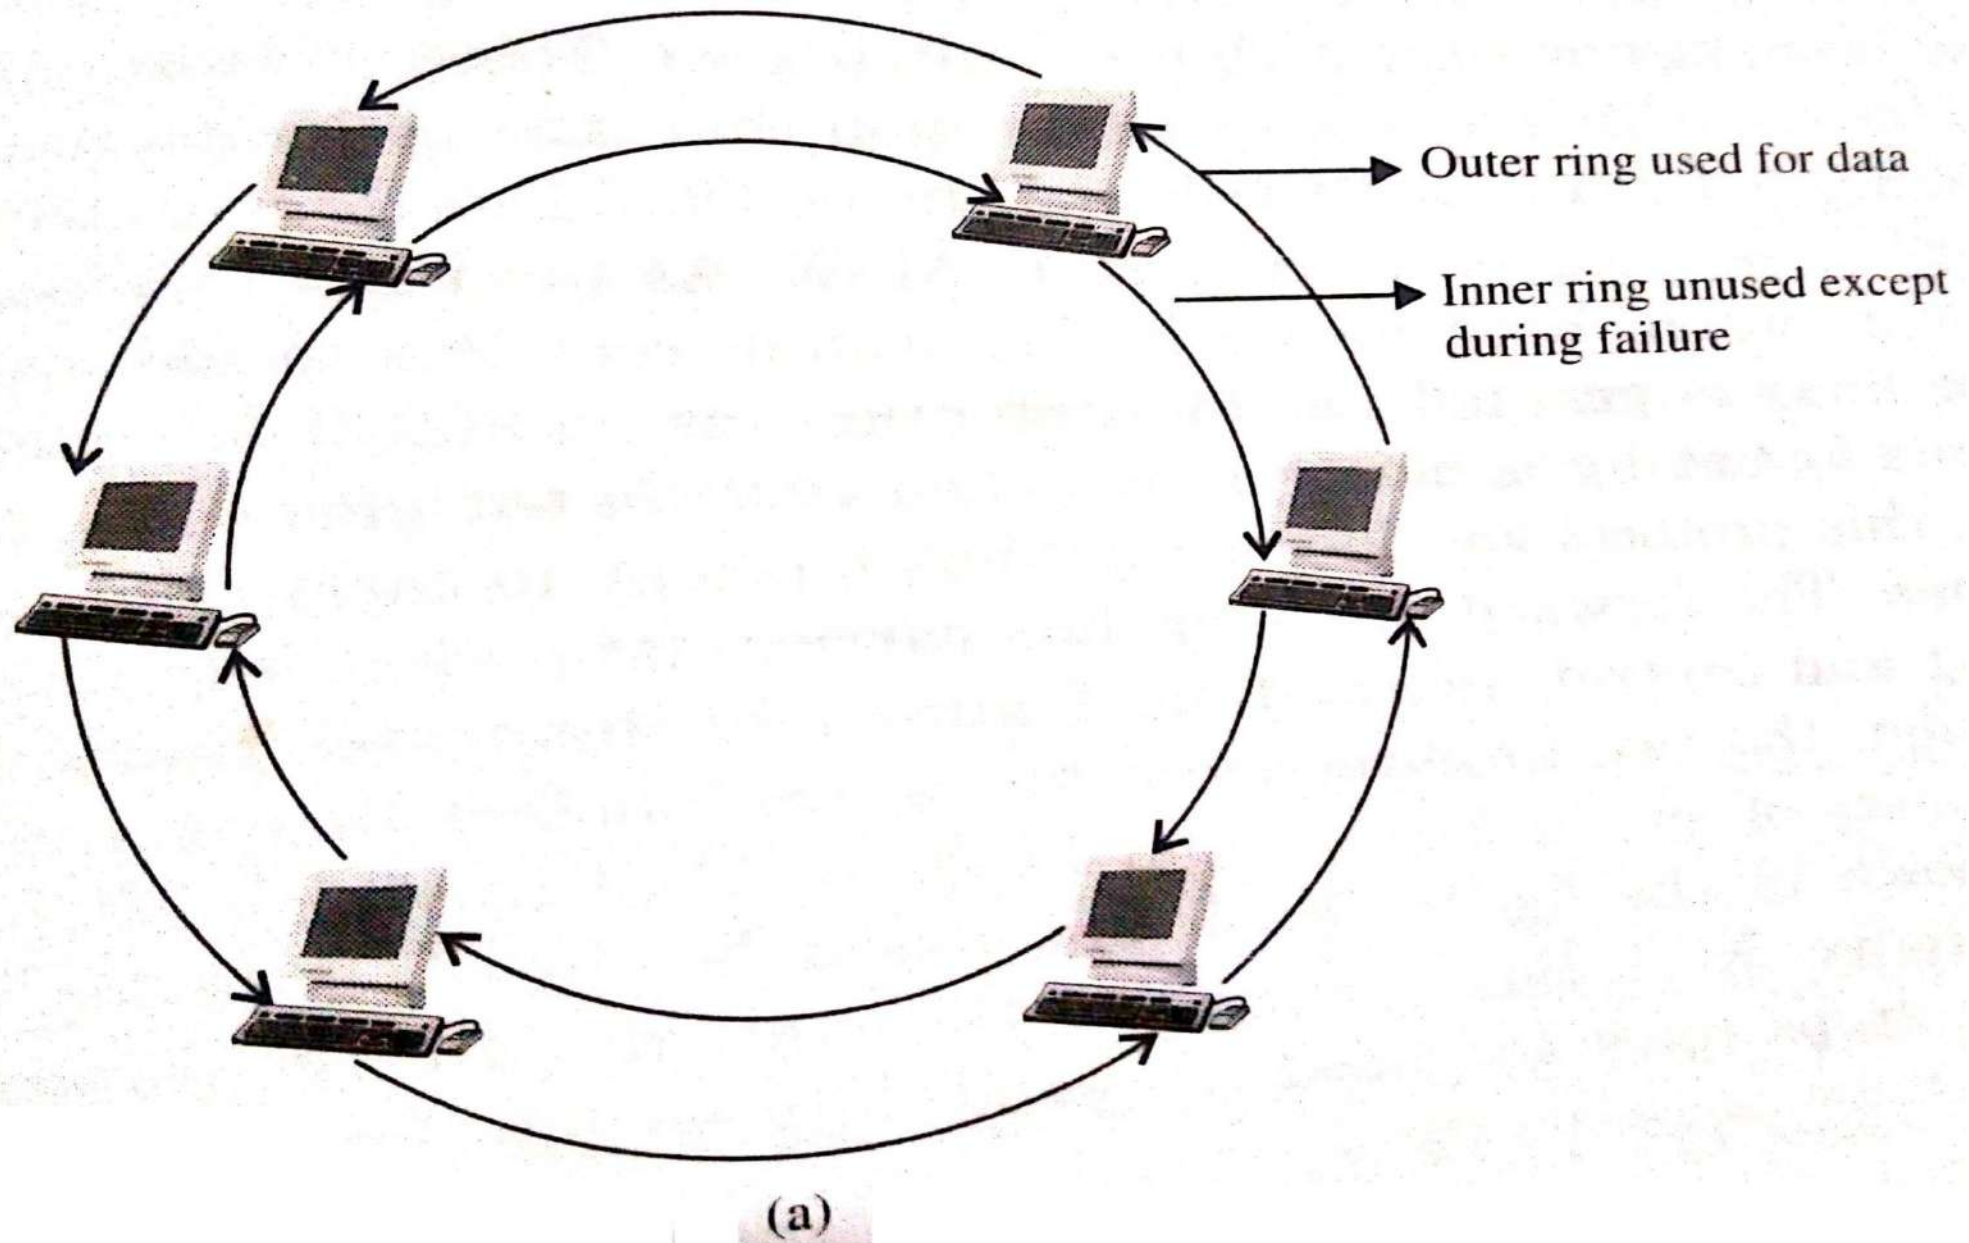 Outer ring used for data
Inner ring unused except
during failure
(a)